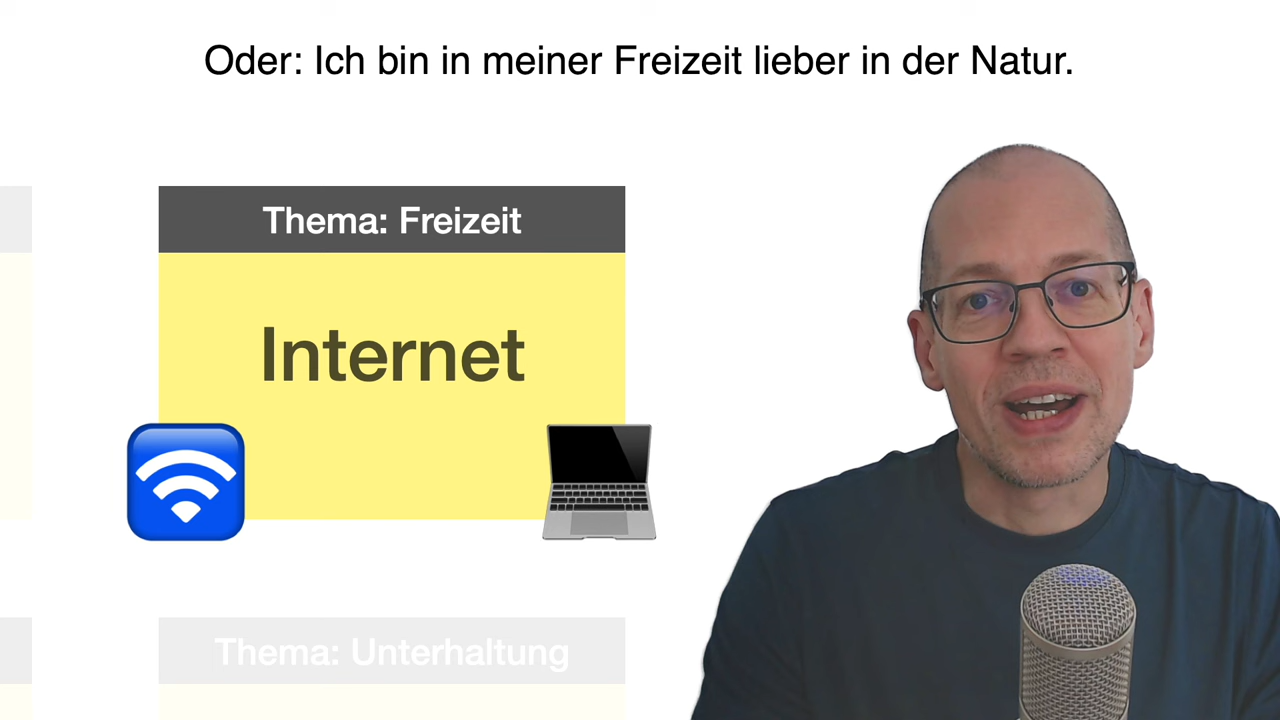 Oder: Ich bin in meiner Freizeit lieber in der Natur.
Thema: Freizeit
Internet
Thema: Unterhaltung